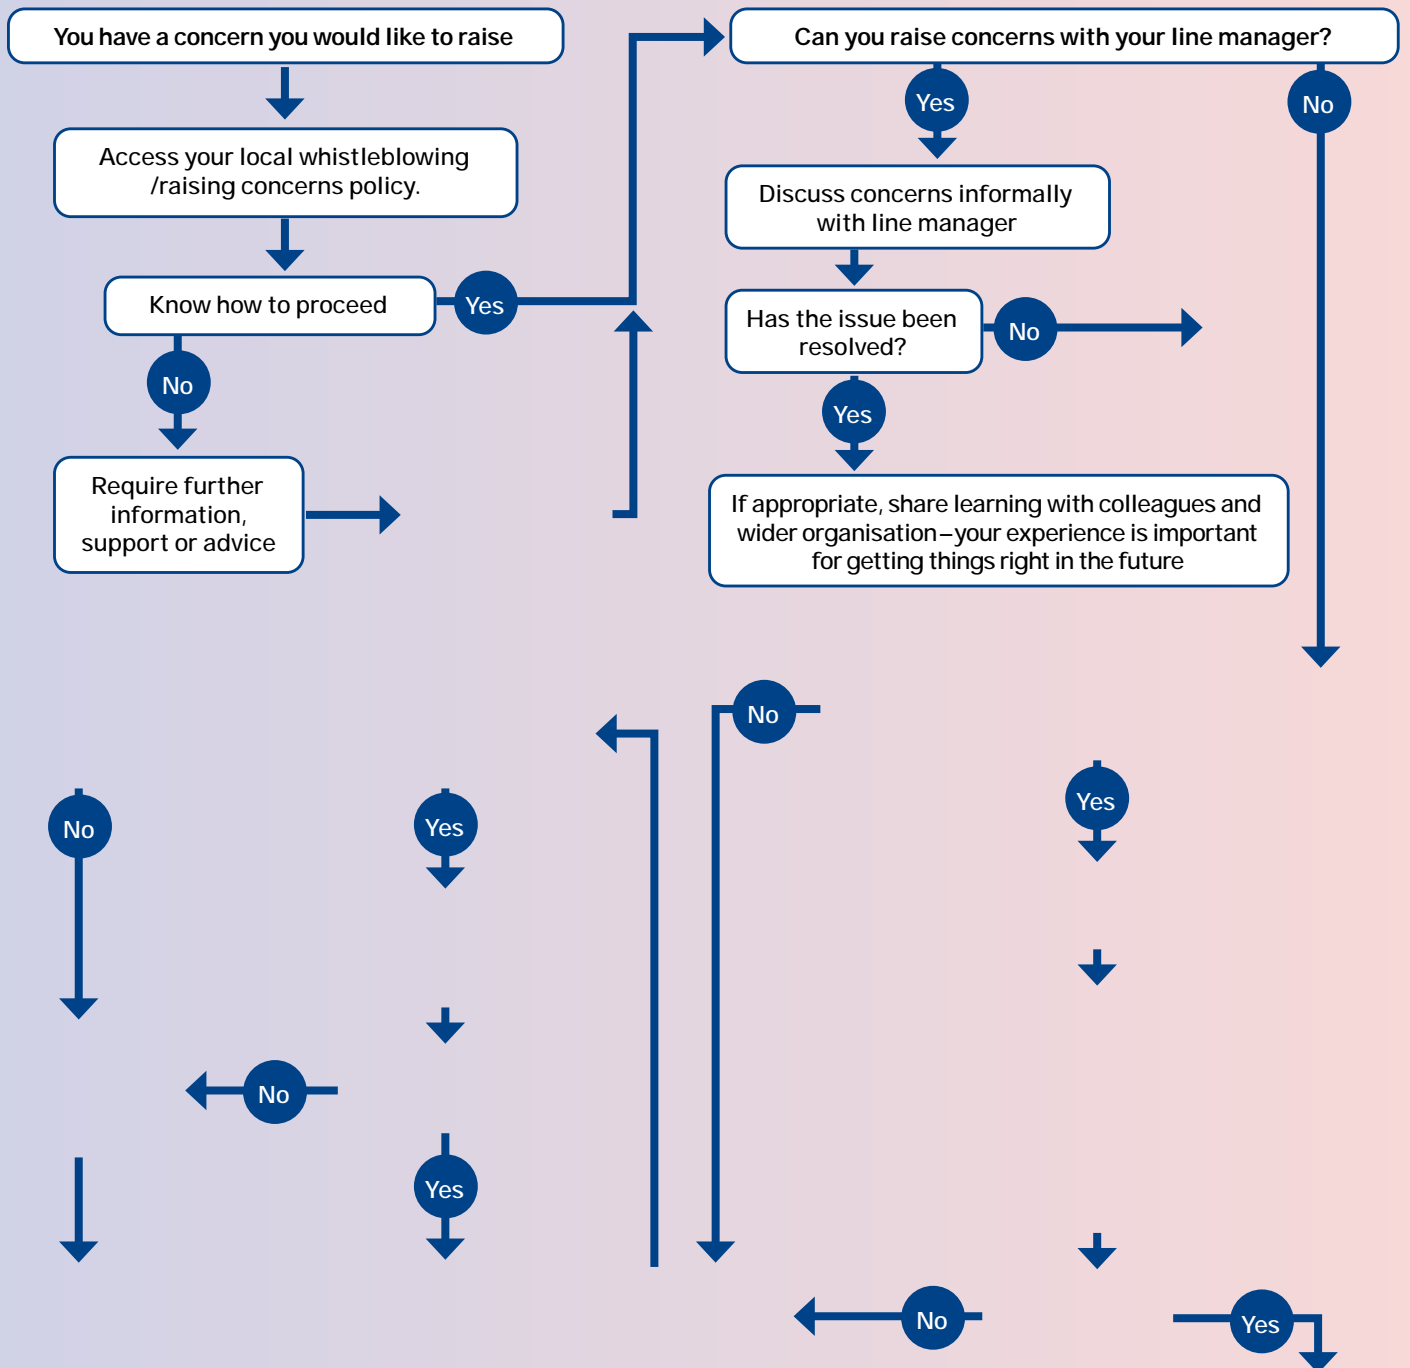 You have a concern you would like to raise
Access your local whistleblowing
/raising concerns policy.
Know how to proceed
Yes
No
Require further
information,
support or advice
Can you raise concerns with your line manager?
Yes
No
Discuss concerns informally
with line manager
Has the issue been
resolved?
No
Yes
If appropriate, share learning with colleagues and
wider organisation – your experience is important
for getting things right in the future
No
Yes
No
Yes
No
Yes
No
Yes